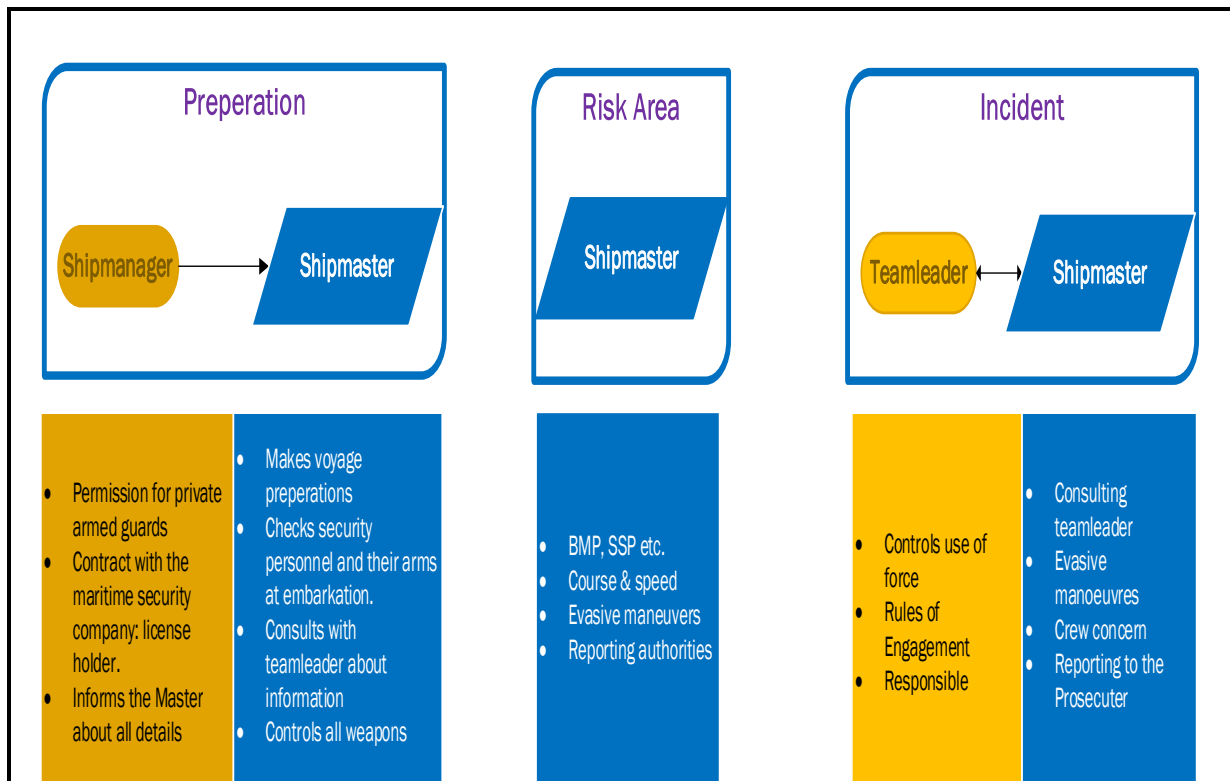 Preperation
Shipmanager
Shipmaster
• Permission for private
armed guards
• Contract with the
maritime security
company: license
holder.
• Informs the Master
about all details
• Makes voyage
preperations
• Checks security
personnel and their arms
at embarkation.
• Consults with
teamleader about
information
• Controls all weapons
Risk Area
Shipmaster
• BMP, SSP etc.
• Course & speed
• Evasive maneuvers
• Reporting authorities
Incident
Teamleader
Shipmaster
• Controls use of
force
• Rules of
Engagement
• Responsible
• Consulting
teamleader
• Evasive
manoeuvres
• Crew concern
• Reporting to the
Prosecuter